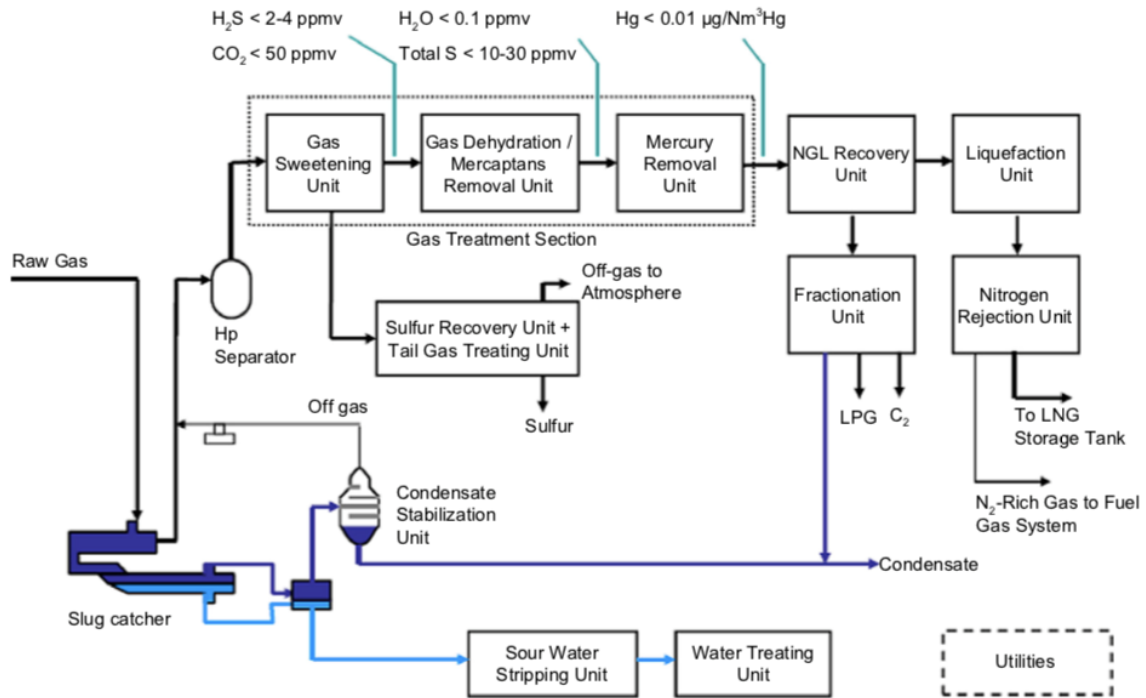 H₂S < 2-4 ppmv
CO₂ < 50 ppmv
H₂O < 0.1 ppmv
Total S < 10-30 ppmv
Hg < 0.01 µg/Nm³Hg
Gas
Sweetening
Unit
Gas Dehydration /
Mercaptans
Removal Unit
Mercury
Removal
Unit
NGL Recovery
Unit
Liquefaction
Unit
Gas Treatment Section
Raw Gas
Hp
Separator
Off-gas to
Atmosphere
Sulfur Recovery Unit +
Tail Gas Treating Unit
Sulfur
Fractionation
Unit
Nitrogen
Rejection Unit
LPG
C₂
To LNG
Storage Tank
N₂-Rich Gas to Fuel
Gas System
Off gas
Condensate
Stabilization
Unit
Condensate
Slug catcher
Sour Water
Stripping Unit
Water Treating
Unit
Utilities